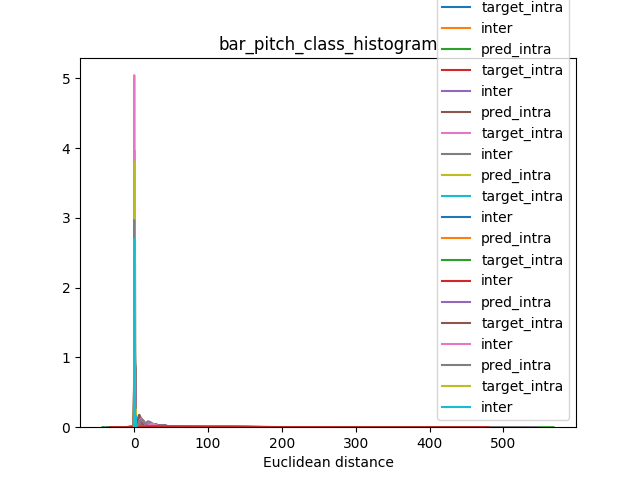 target_intra
inter
bar_pitch_class_histogram
pred_intra
target_intra
inter
pred_intra
target_intra
inter
pred_intra
target_intra
inter
pred_intra
target_intra
inter
pred_intra
target_intra
inter
pred_intra
target_intra
inter
5
4
3
2
1
0
0
100
200
300
400
500
Euclidean distance